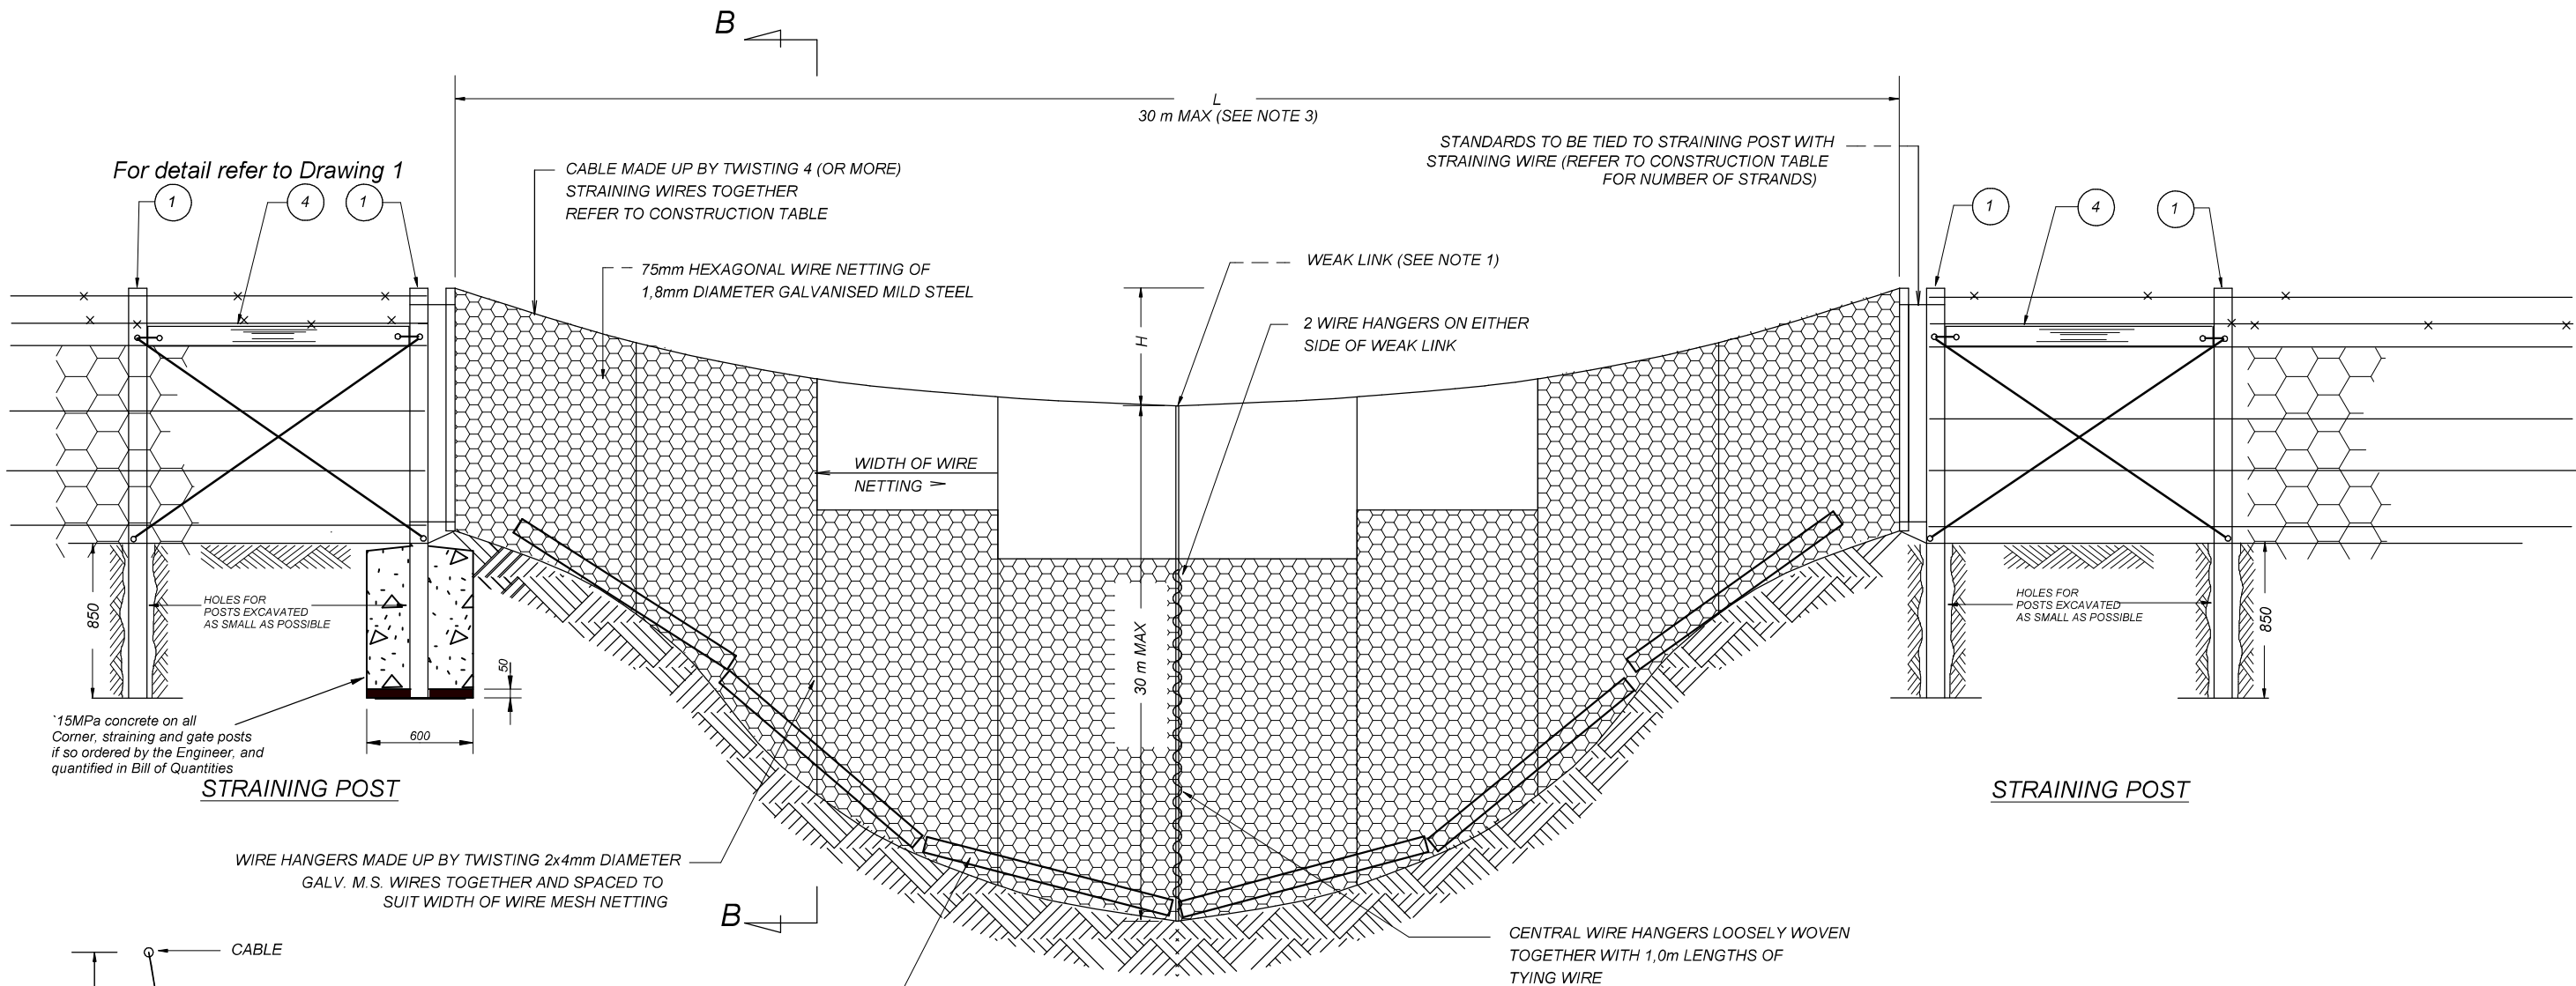 B
L
30 m MAX (SEE NOTE 3)
STANDARDS TO BE TIED TO STRAINING POST WITH
STRAINING WIRE (REFER TO CONSTRUCTION TABLE
FOR NUMBER OF STRANDS)
For detail refer to Drawing 1
CABLE MADE UP BY TWISTING 4 (OR MORE)
STRAINING WIRES TOGETHER
REFER TO CONSTRUCTION TABLE
1
4
1
1
4
1
75mm HEXAGONAL WIRE NETTING OF
1,8mm DIAMETER GALVANISED MILD STEEL
WEAK LINK (SEE NOTE 1)
H
2 WIRE HANGERS ON EITHER
SIDE OF WEAK LINK
WIDTH OF WIRE
NETTING
850
HOLES FOR
POSTS EXCAVATED
AS SMALL AS POSSIBLE
50
600
30 m MAX
HOLES FOR
POSTS EXCAVATED
AS SMALL AS POSSIBLE
850
`15MPa concrete on all
Corner, straining and gate posts
if so ordered by the Engineer, and
quantified in Bill of Quantities
STRAINING POST
STRAINING POST
WIRE HANGERS MADE UP BY TWISTING 2x4mm DIAMETER
GALV. M.S. WIRES TOGETHER AND SPACED TO
SUIT WIDTH OF WIRE MESH NETTING
B
CABLE
CENTRAL WIRE HANGERS LOOSELY WOVEN
TOGETHER WITH 1,0m LENGTHS OF
TYING WIRE